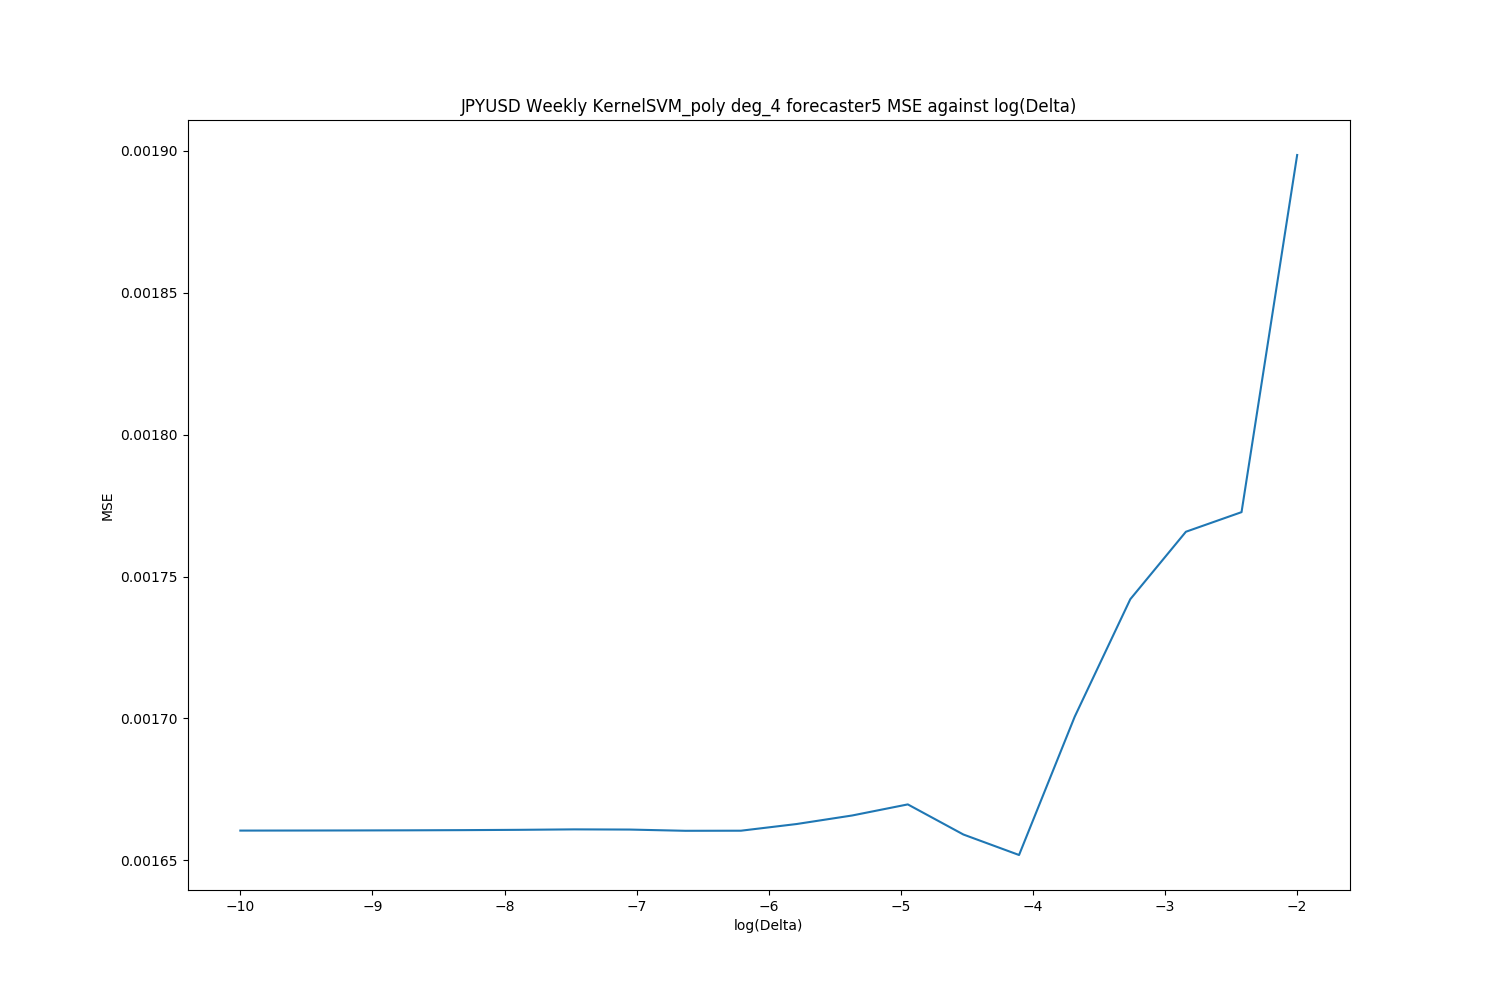 JPYUSD Weekly KernelSVM_poly deg_4 forecaster5 MSE against log(Delta)
0.00190
0.00185
0.00180
0.00175
0.00170
0.00165
MSE
−10 −9 −8 −7 −6 −5 −4 −3 −2
log(Delta)